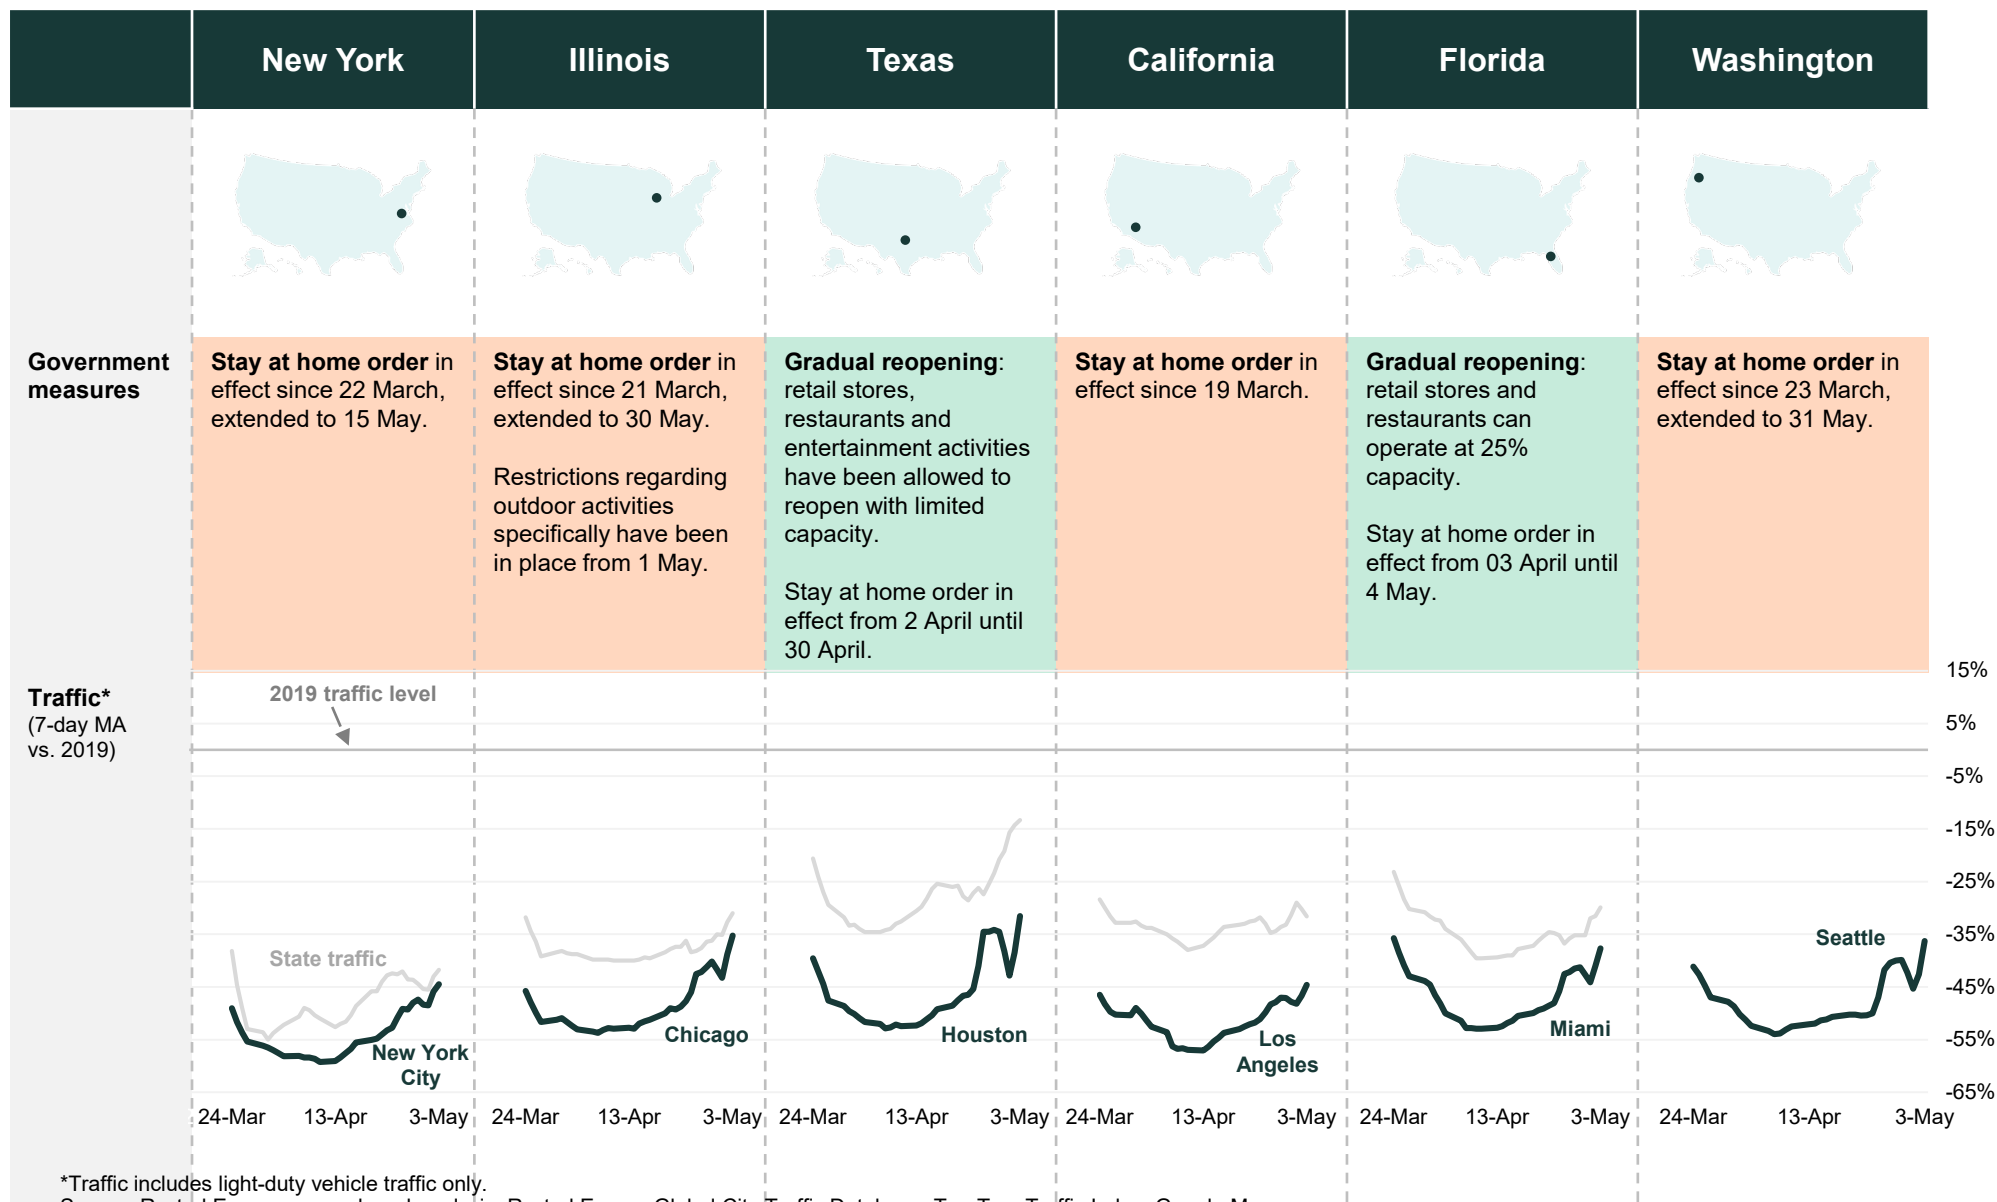 New York
Illinois
Texas
California
Florida
Washington
Government
measures
Stay at home order in
effect since 22 March,
extended to 15 May.
Stay at home order in
effect since 21 March,
extended to 30 May.
Restrictions regarding
outdoor activities
specifically have been
in place from 1 May.
Gradual reopening:
retail stores,
restaurants and
entertainment activities
have been allowed to
reopen with limited
capacity.
Stay at home order in
effect from 2 April until
30 April.
Stay at home order in
effect since 19 March.
Gradual reopening:
retail stores and
restaurants can
operate at 25%
capacity.
Stay at home order in
effect from 03 April until
4 May.
Stay at home order in
effect since 23 March,
extended to 31 May.
Traffic*
(7-day MA
vs. 2019)
2019 traffic level
State traffic
New York
City
Chicago
Houston
Los
Angeles
Miami
Seattle
15%
5%
-5%
-15%
-25%
-35%
-45%
-55%
-65%
24-Mar 13-Apr 3-May
24-Mar 13-Apr 3-May
24-Mar 13-Apr 3-May
24-Mar 13-Apr 3-May
24-Mar 13-Apr 3-May
24-Mar 13-Apr 3-May
*Traffic includes light-duty vehicle traffic only.